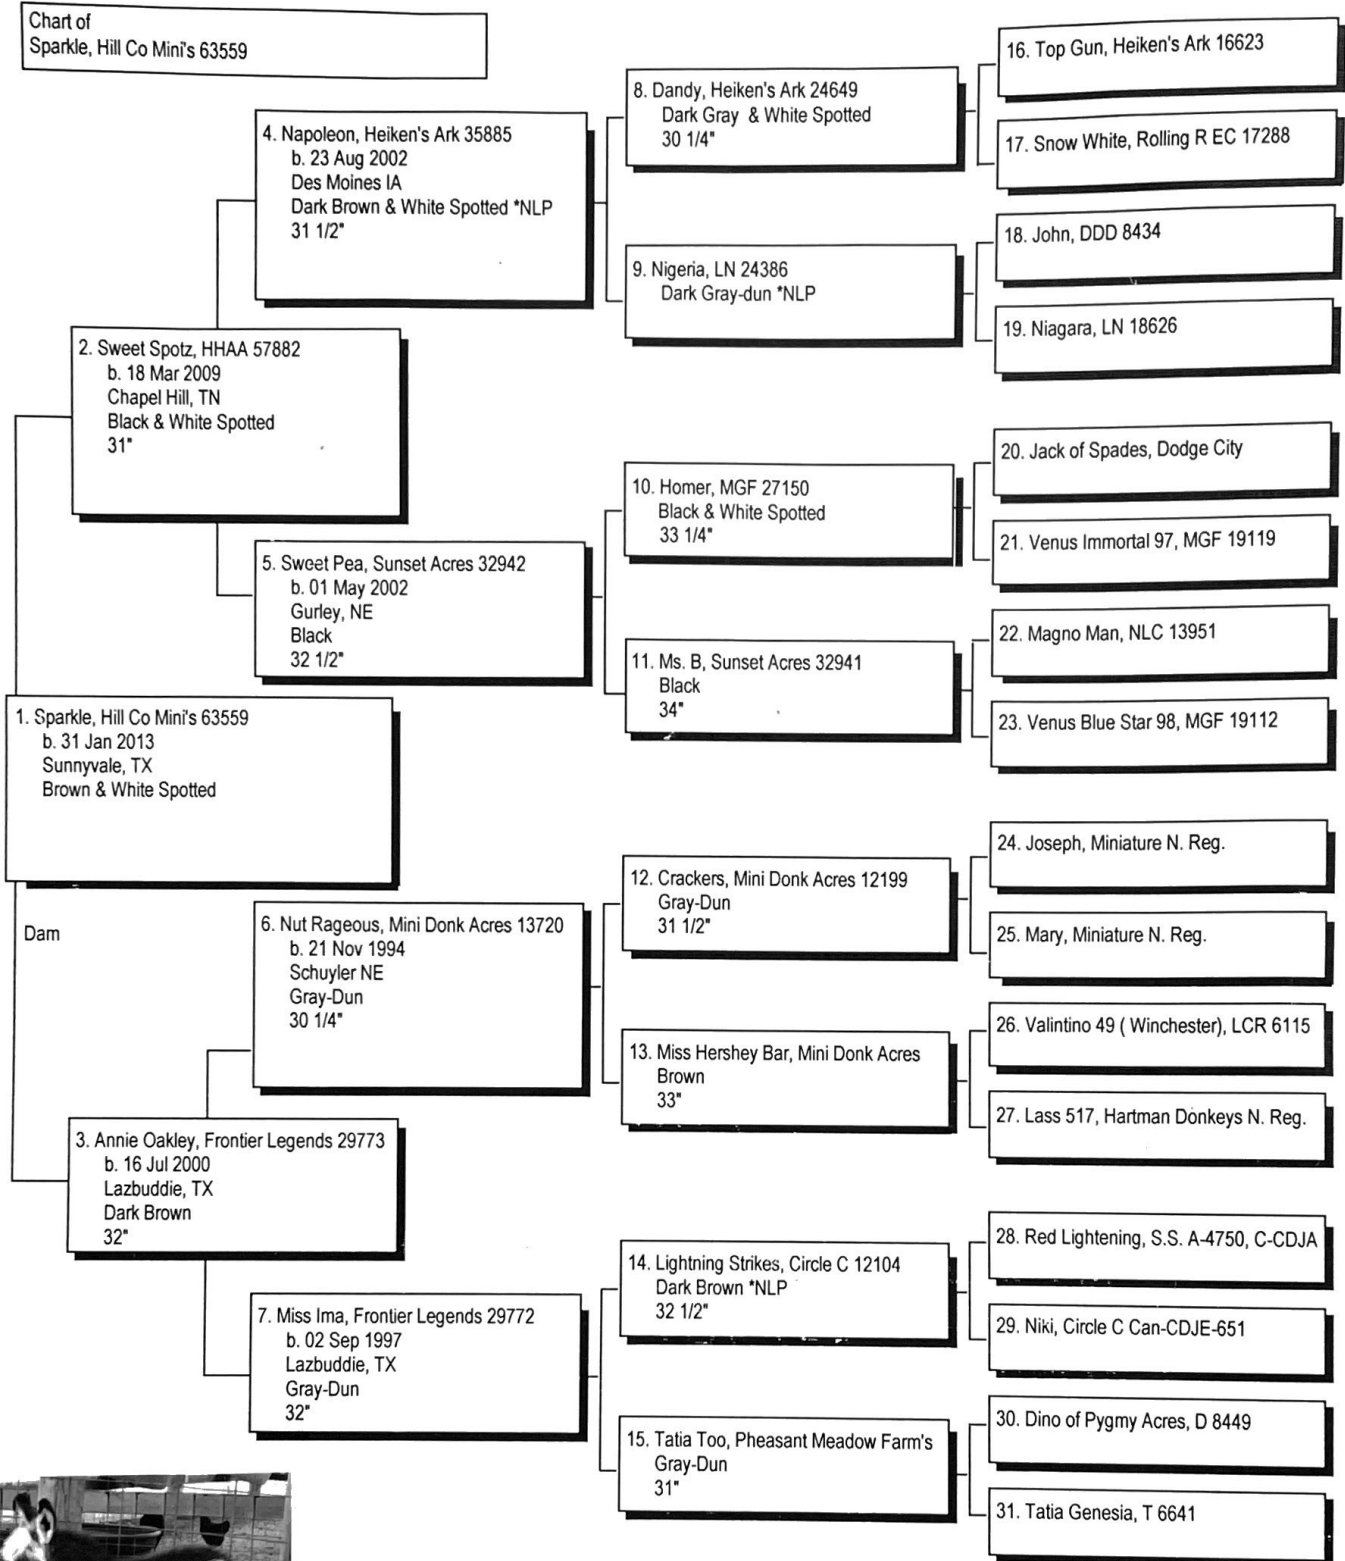 Chart of
Sparkle, Hill Co Mini's 63559
1. Sparkle, Hill Co Mini's 63559
b. 31 Jan 2013
Sunnyvale, TX
Brown & White Spotted
Dam
2. Sweet Spotz, HHAA 57882
b. 18 Mar 2009
Chapel Hill, TN
Black & White Spotted
31"
3. Annie Oakley, Frontier Legends 29773
b. 16 Jul 2000
Lazbuddie, TX
Dark Brown
32"
4. Napoleon, Heiken's Ark 35885
b. 23 Aug 2002
Des Moines IA
Dark Brown & White Spotted *NLP
31 1/2"
5. Sweet Pea, Sunset Acres 32942
b. 01 May 2002
Gurley, NE
Black
32 1/2"
6. Nut Rageous, Mini Donk Acres 13720
b. 21 Nov 1994
Schuyler NE
Gray-Dun
30 1/4"
7. Miss Ima, Frontier Legends 29772
b. 02 Sep 1997
Lazbuddie, TX
Gray-Dun
32"
8. Dandy, Heiken's Ark 24649
Dark Gray & White Spotted
30 1/4"
9. Nigeria, LN 24386
Dark Gray-dun *NLP
10. Homer, MGF 27150
Black & White Spotted
33 1/4"
11. Ms. B, Sunset Acres 32941
Black
34"
12. Crackers, Mini Donk Acres 12199
Gray-Dun
31 1/2"
13. Miss Hershey Bar, Mini Donk Acres
Brown
33"
14. Lightning Strikes, Circle C 12104
Dark Brown *NLP
32 1/2"
15. Tatia Too, Pheasant Meadow Farm's
Gray-Dun
31"
16. Top Gun, Heiken's Ark 16623
17. Snow White, Rolling R EC 17288
18. John, DDD 8434
19. Niagara, LN 18626
20. Jack of Spades, Dodge City
21. Venus Immortal 97, MGF 19119
22. Magno Man, NLC 13951
23. Venus Blue Star 98, MGF 19112
24. Joseph, Miniature N. Reg.
25. Mary, Miniature N. Reg.
26. Valintino 49 ( Winchester), LCR 6115
27. Lass 517, Hartman Donkeys N. Reg.
28. Red Lightening, S.S. A-4750, C-CDJA
29. Niki, Circle C Can-CDJE-651
30. Dino of Pygmy Acres, D 8449
31. Tatia Genesia, T 6641